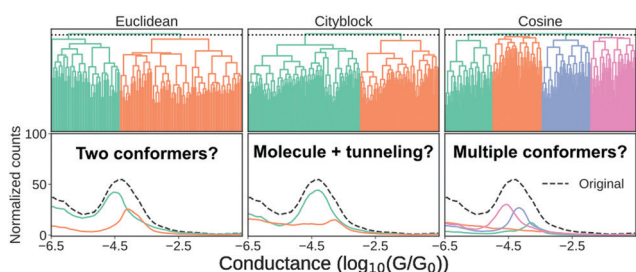 Euclidean Cityblock Cosine
100
Two conformers? Molecule + tunneling? Multiple conformers?
50
Original
0
Normalized counts
−6.5 −4.5 −2.5 −6.5 −4.5 −2.5 −6.5 −4.5 −2.5
Conductance (log10(G/G0))